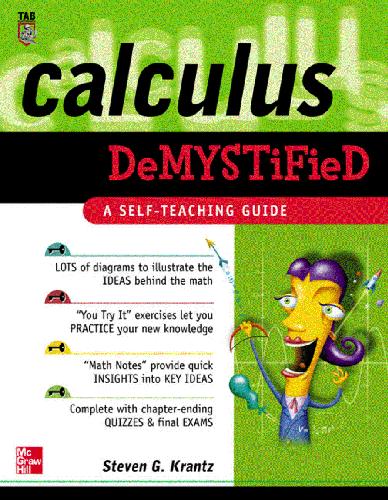 TAB
calculus
DeMYSTiFieD
A SELF-TEACHING GUIDE
LOTS of diagrams to illustrate the
IDEAS behind the math
"You Try It" exercises let you
PRACTICE your new knowledge
"Math Notes" provide quick
INSIGHTS into KEY IDEAS
Complete with chapter-ending
QUIZZES & final EXAMS
Mc
Graw
Hill
Steven G. Krantz